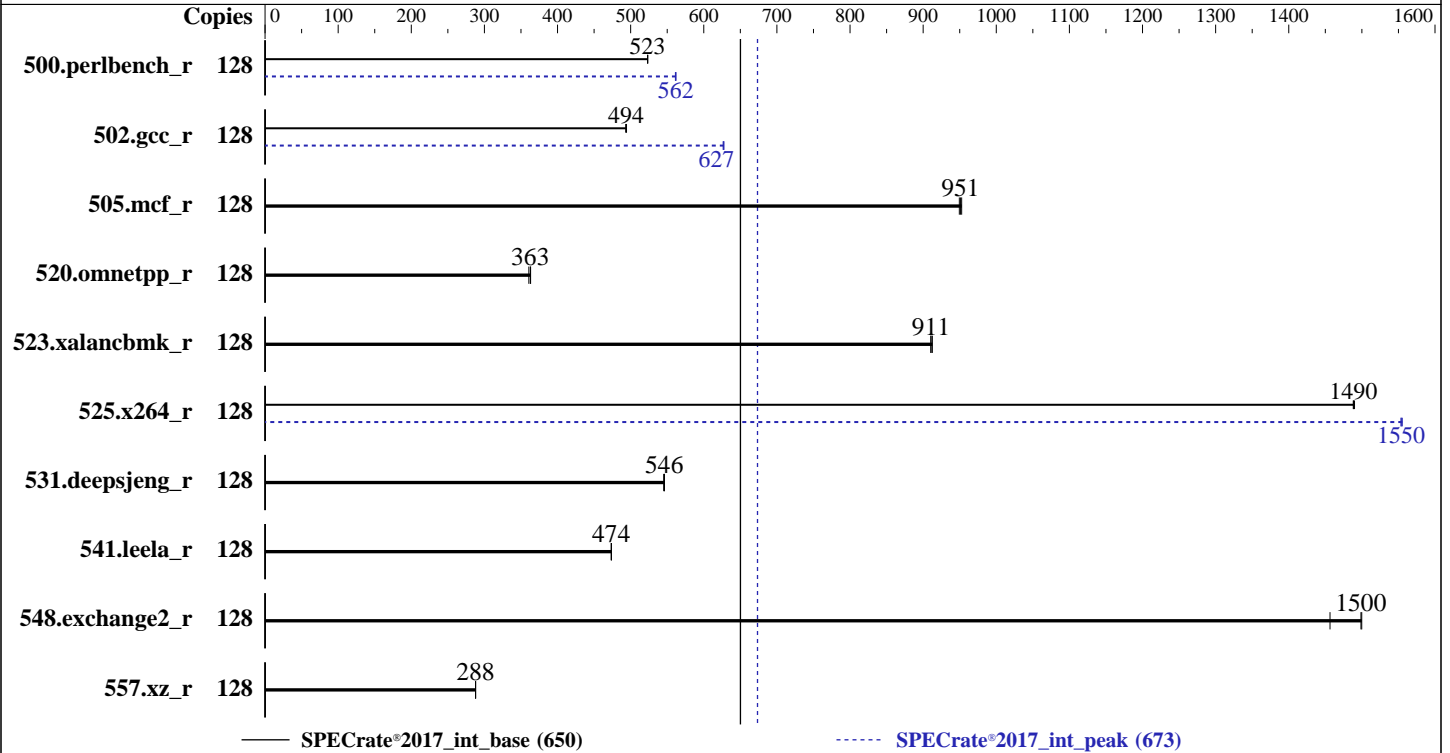 Copies 0 100 200 300 400 500 600 700 800 900 1000 1100 1200 1300 1400 1600
500.perlbench_r 128 523
562
502.gcc_r 128 494
627
505.mcf_r 128 951
520.omnetpp_r 128 363
523.xalancbmk_r 128 911
525.x264_r 128 1490
1550
531.deepsjeng_r 128 546
541.leela_r 128 474
548.exchange2_r 128 1500
557.xz_r 128 288
SPECrate®2017_int_base (650) SPECrate®2017_int_peak (673)